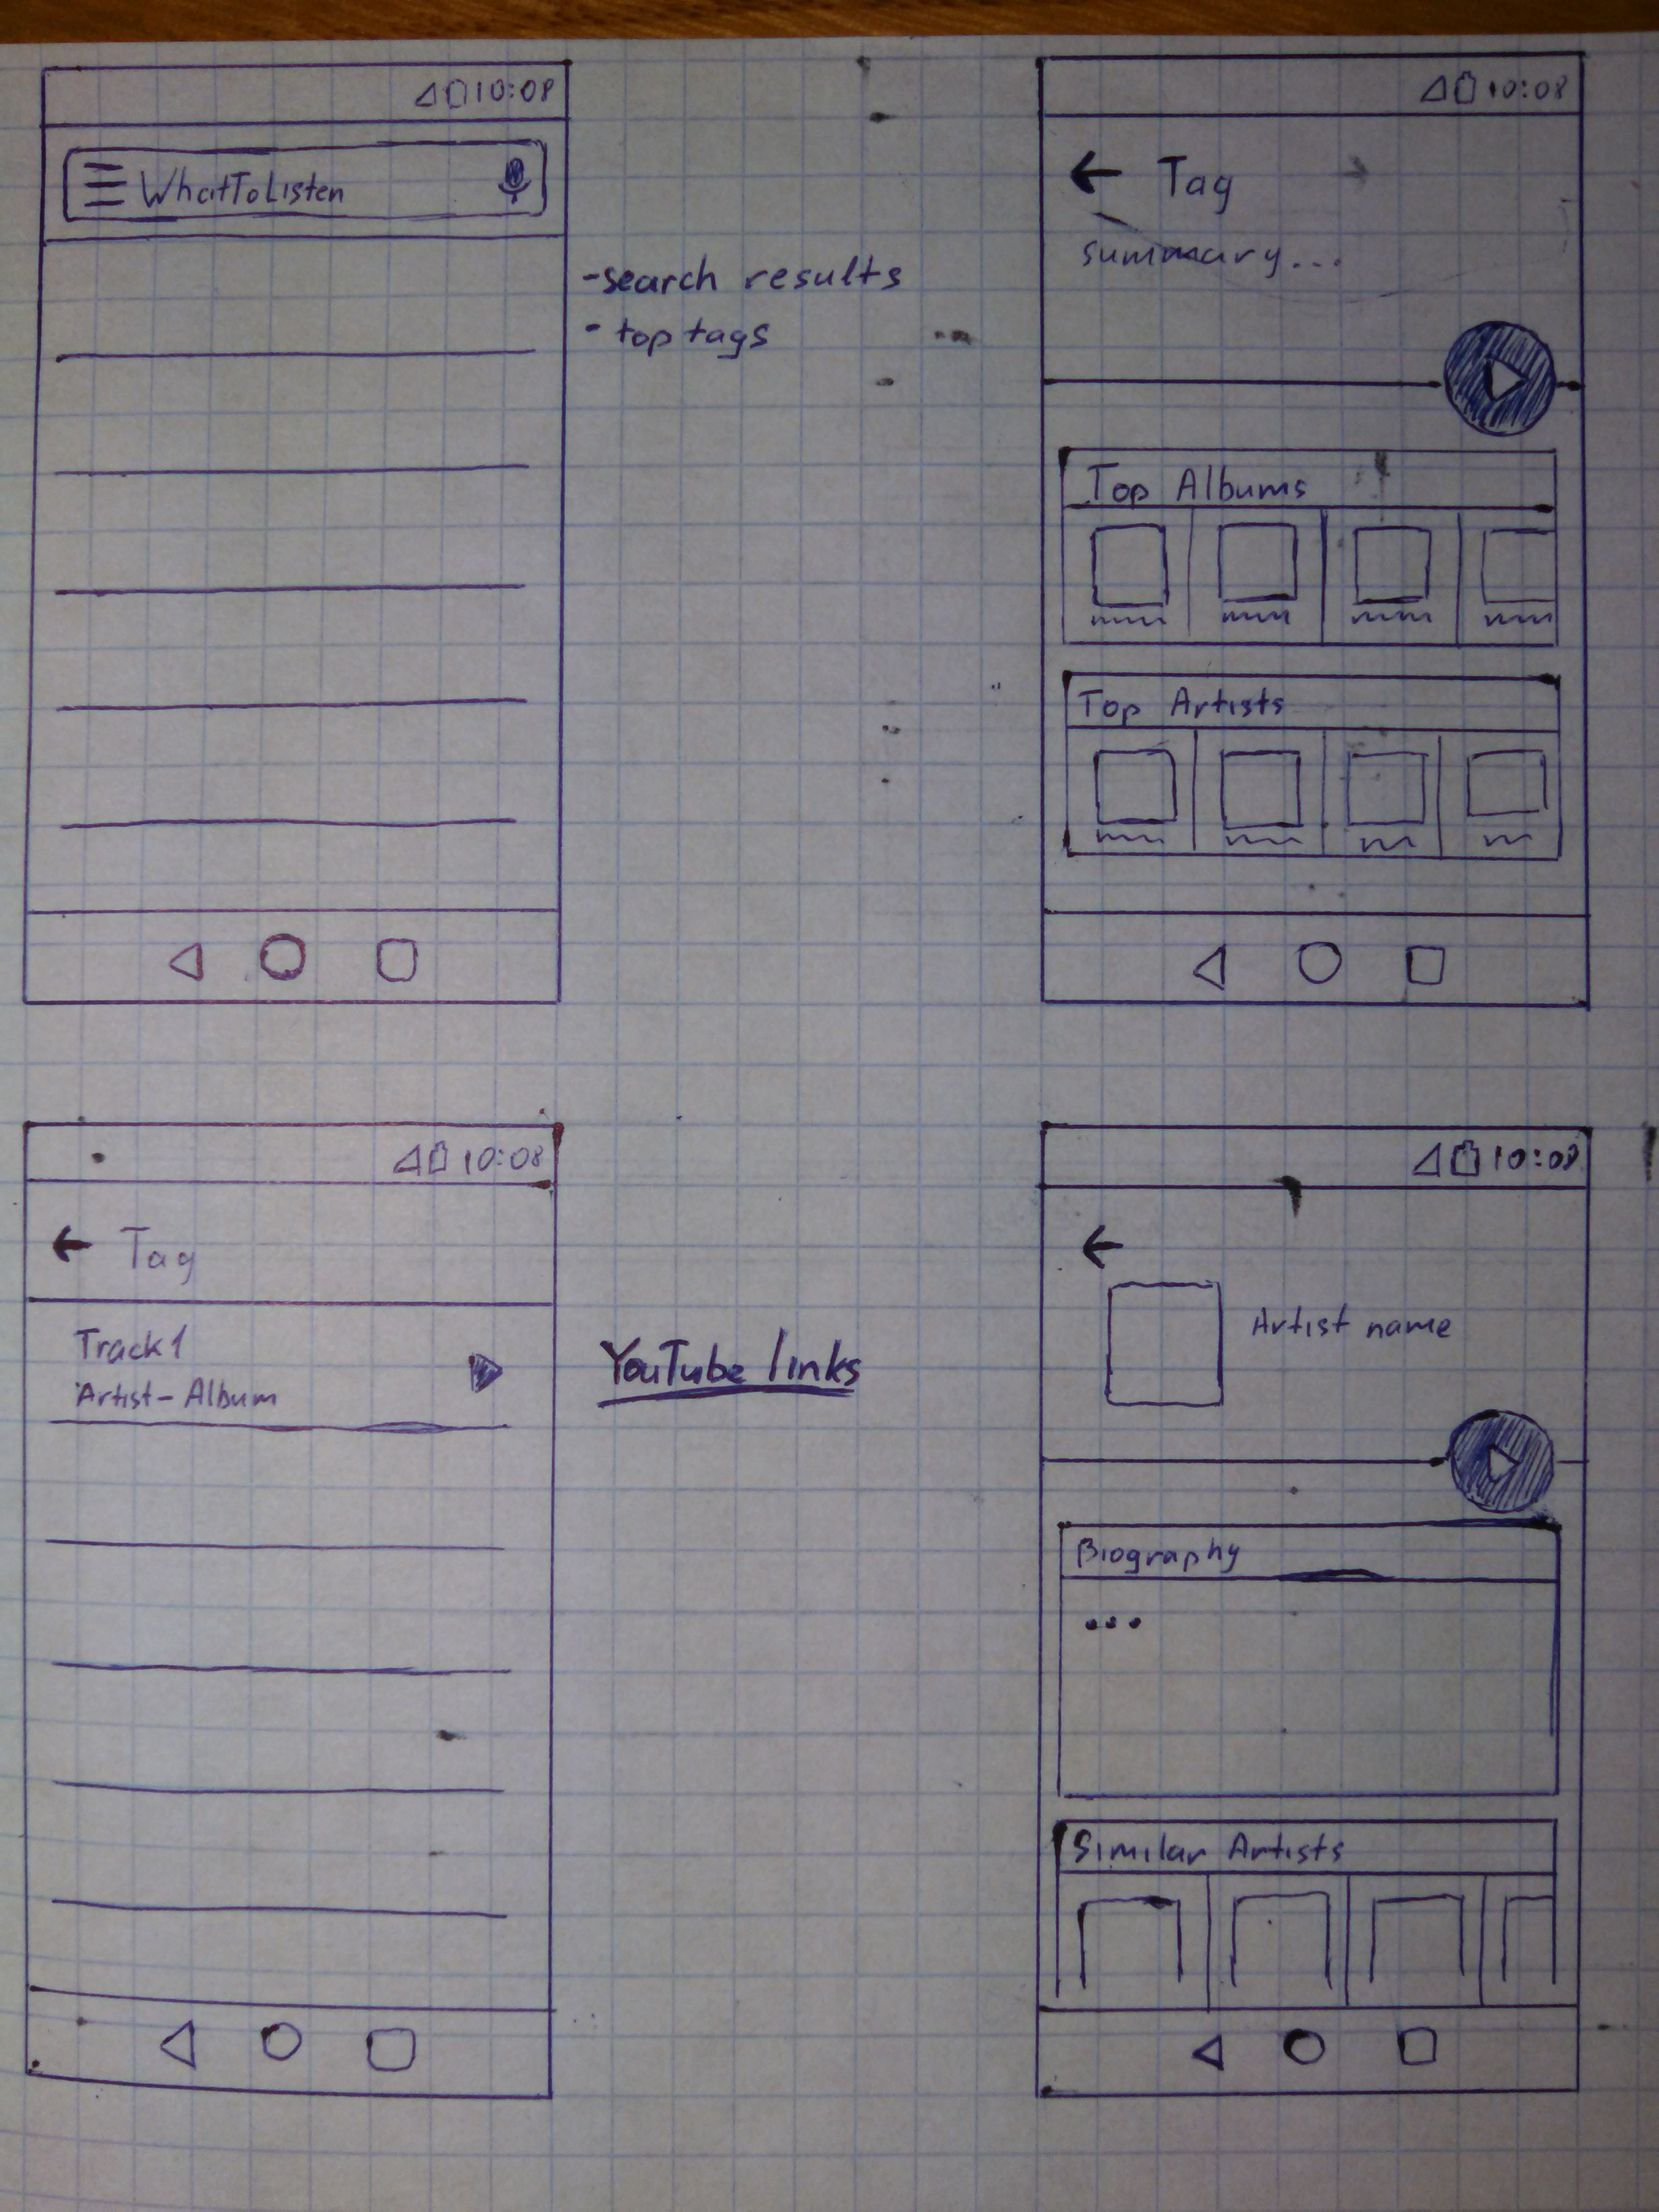 10:08
WhatToListen
-search results
- top tags
10:08
Tag
summary...
Top Albums
Top Artists
10:08
Tag
Track1
Artist-Album
YouTube links
10:08
Artist name
Biography
...
Similar Artists